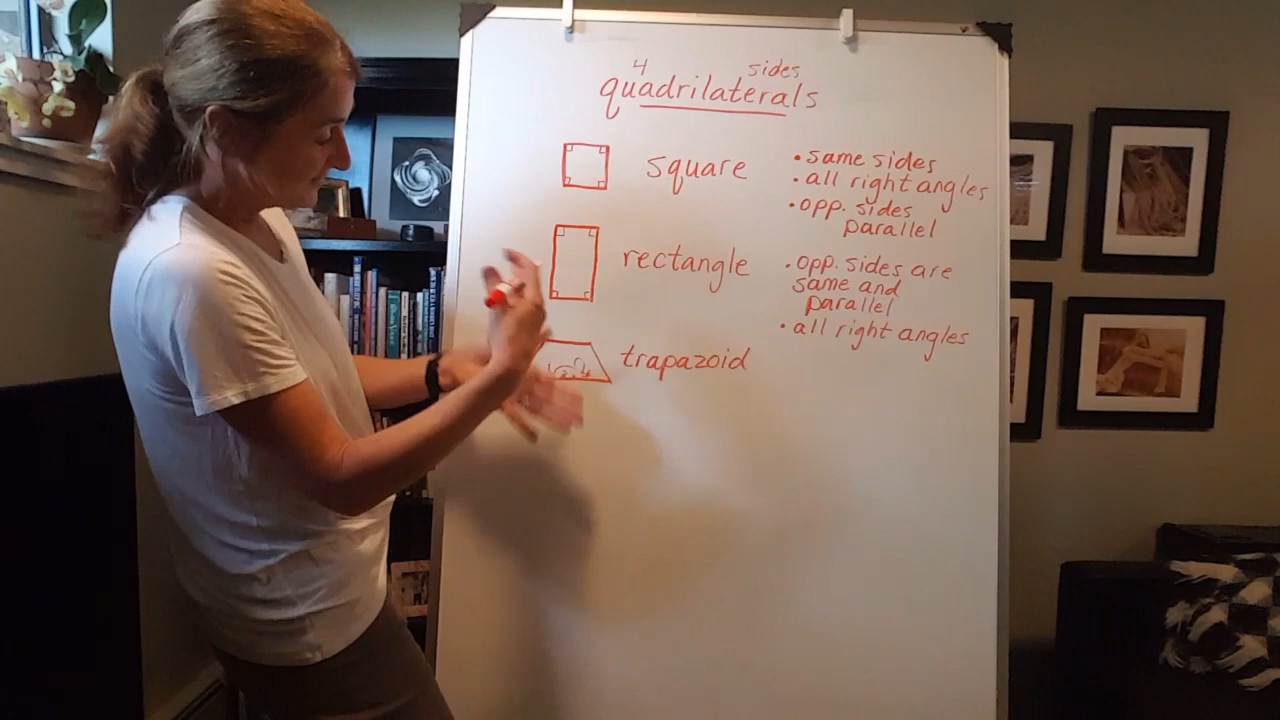 4 sides
quadrilaterals
square
• same sides
• all right angles
• opp. sides
parallel
rectangle
• opp. sides are
same and
parallel
• all right angles
trapazoid